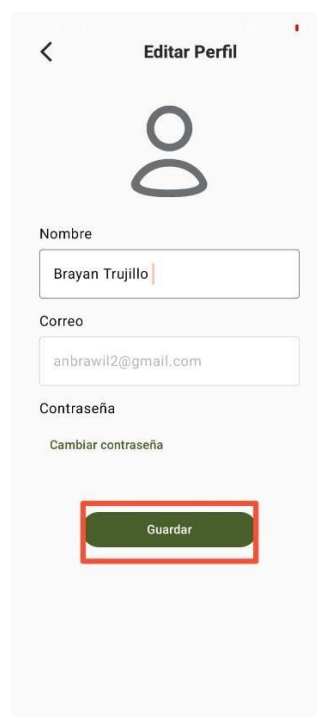 Editar Perfil
Nombre
Brayan Trujillo
Correo
anbrawil2@gmail.com
Contraseña
Cambiar contraseña
Guardar